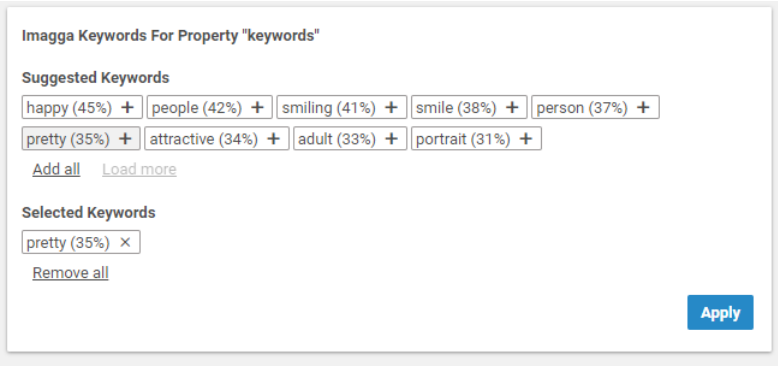 Imagga Keywords For Property "keywords"
Suggested Keywords
happy (45%) + people (42%) + smiling (41%) + smile (38%) + person (37%) +
pretty (35%) + attractive (34%) + adult (33%) + portrait (31%) +
Add all Load more
Selected Keywords
pretty (35%) ×
Remove all
Apply